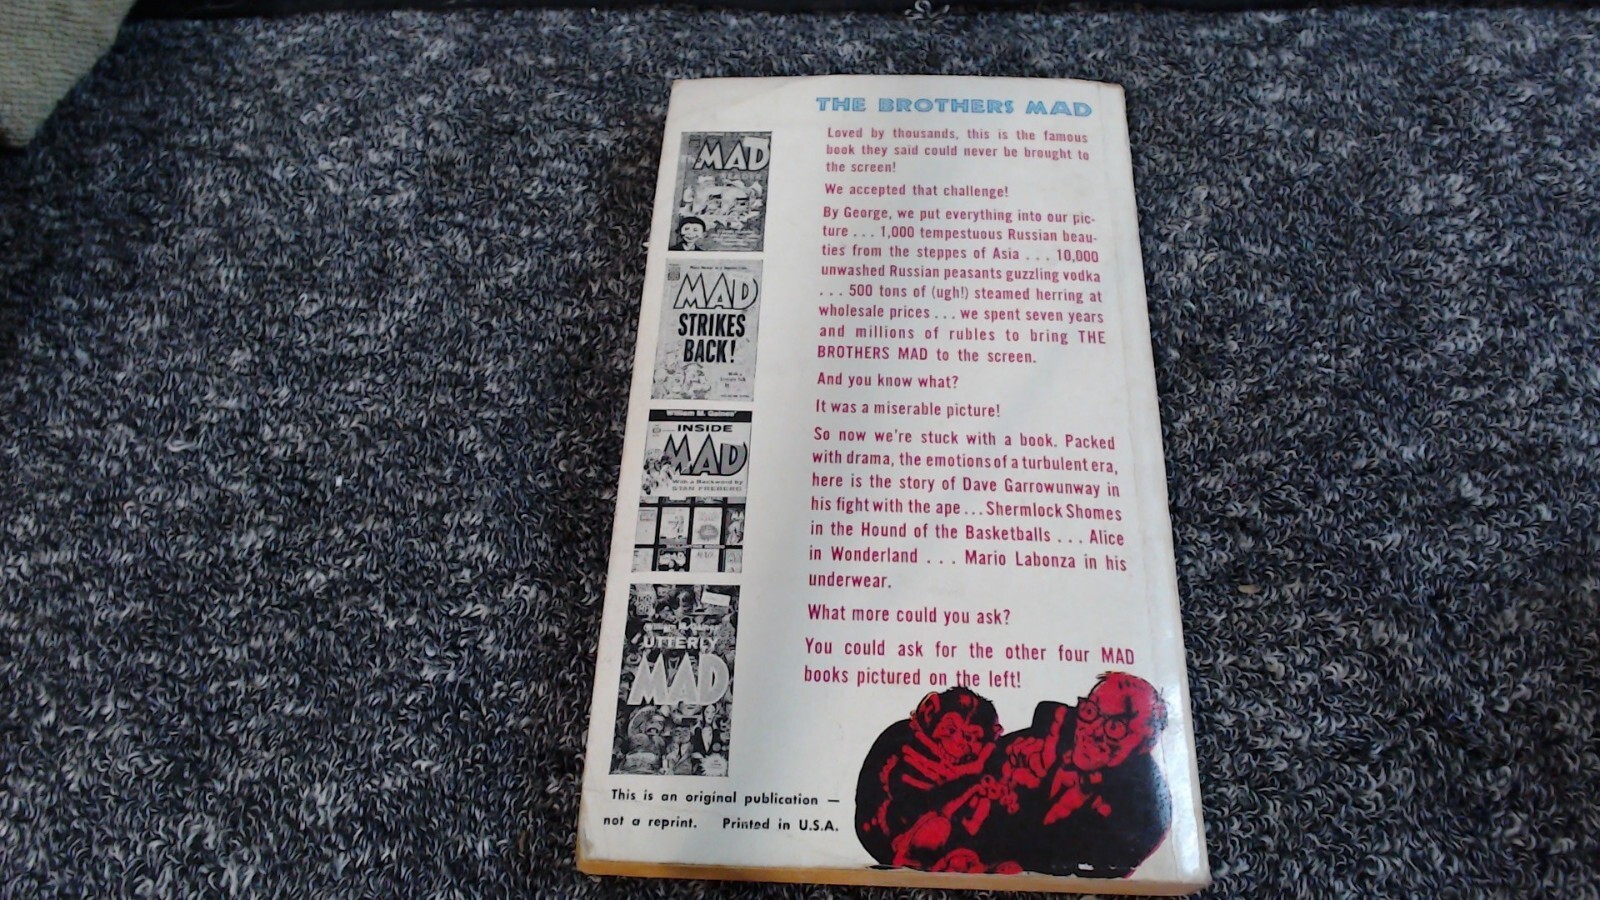 THE BROTHERS MAD
Loved by thousands, this is the famous
book they said could never be brought to
the screen!
We accepted that challenge!
By George, we put everything into our pic-
ture . . . 1,000 tempestuous Russian beau-
ties from the steppes of Asia . . . 10,000
unwashed Russian peasants guzzling vodka
. . . 500 tons of (ugh!) steamed herring at
wholesale prices . . . we spent seven years
and millions of rubles to bring THE
BROTHERS MAD to the screen.
And you know what?
It was a miserable picture!
So now we're stuck with a book. Packed
with drama, the emotions of a turbulent era,
here is the story of Dave Garrowunway in
his fight with the ape . . . Shermlock Shomes
in the Hound of the Basketballs . . . Alice
in Wonderland . . . Mario Labonza in his
underwear.
What more could you ask?
You could ask for the other four MAD
books pictured on the left!
MAD
MAD
STRIKES
BACK!
William M. Gaines'
INSIDE
MAD
With a Backword by
STAN FREBERG
UTTERLY
MAD
This is an original publication —
not a reprint. Printed in U.S.A.